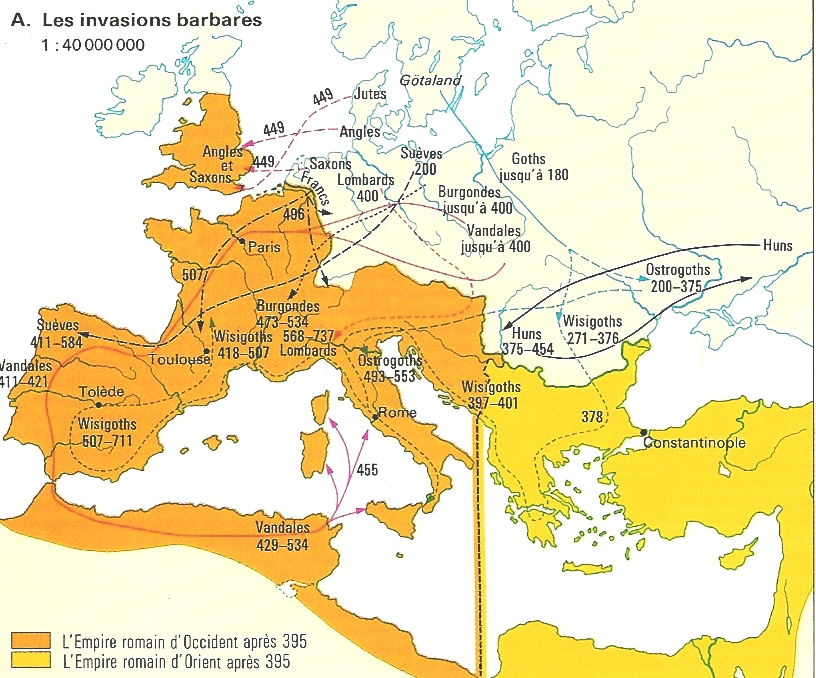 A. Les invasions barbares
1 : 40 000 000
Götaland
449
Jutes
449
Angles
Angles
et
Saxons
449
Saxons
Francs
Lombards
400
Suèves
200
Goths
jusqu'à 180
Burgondes
jusqu'à 400
Vandales
jusqu'à 400
496
Paris
507
Huns
Ostrogoths
200–375
Burgondes
473–534
568–737
Lombards
Huns
375–454
Wisigoths
271–376
Suèves
411–584
Wisigoths
418–507
Toulouse
Vandales
411–421
Ostrogoths
493–553
Tolède
Wisigoths
507–711
Rome
Wisigoths
397–401
378
Constantinople
455
Vandales
429–534
L'Empire romain d'Occident après 395
L'Empire romain d'Orient après 395